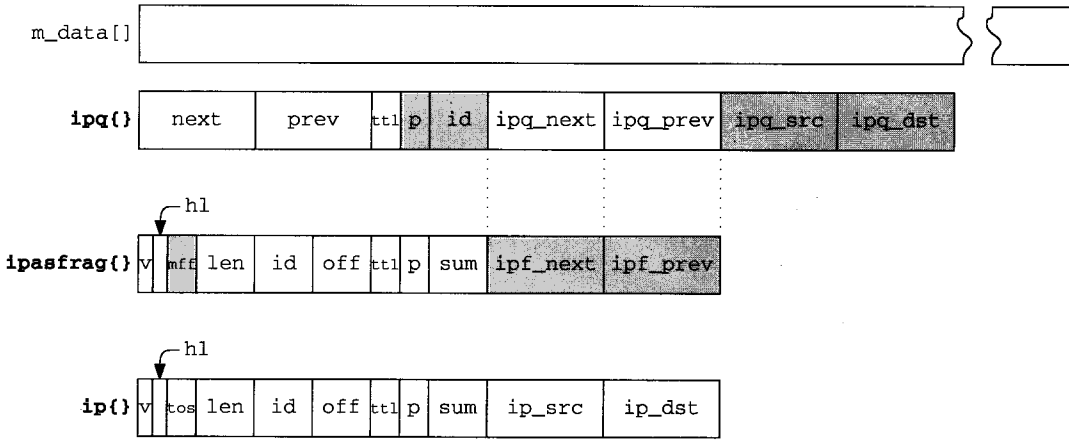 m_data[]
ipq{} next prev ttl p id ipq_next ipq_prev ipq_src ipq_dst
hl
ipasfrag{} v mff len id off ttl p sum ipf_next ipf_prev
hl
ip{} v tos len id off ttl p sum ip_src ip_dst